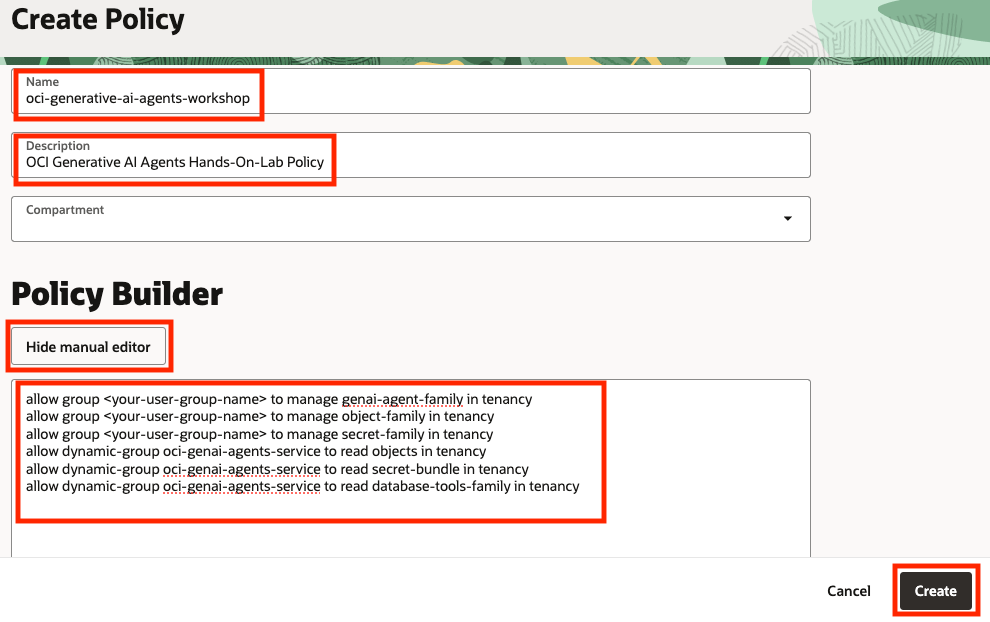 Create Policy
Name
oci-generative-ai-agents-workshop
Description
OCI Generative AI Agents Hands-On-Lab Policy
Compartment
Policy Builder
Hide manual editor
allow group <your-user-group-name> to manage genai-agent-family in tenancy
allow group <your-user-group-name> to manage object-family in tenancy
allow group <your-user-group-name> to manage secret-family in tenancy
allow dynamic-group oci-genai-agents-service to read objects in tenancy
allow dynamic-group oci-genai-agents-service to read secret-bundle in tenancy
allow dynamic-group oci-genai-agents-service to read database-tools-family in tenancy
Cancel
Create